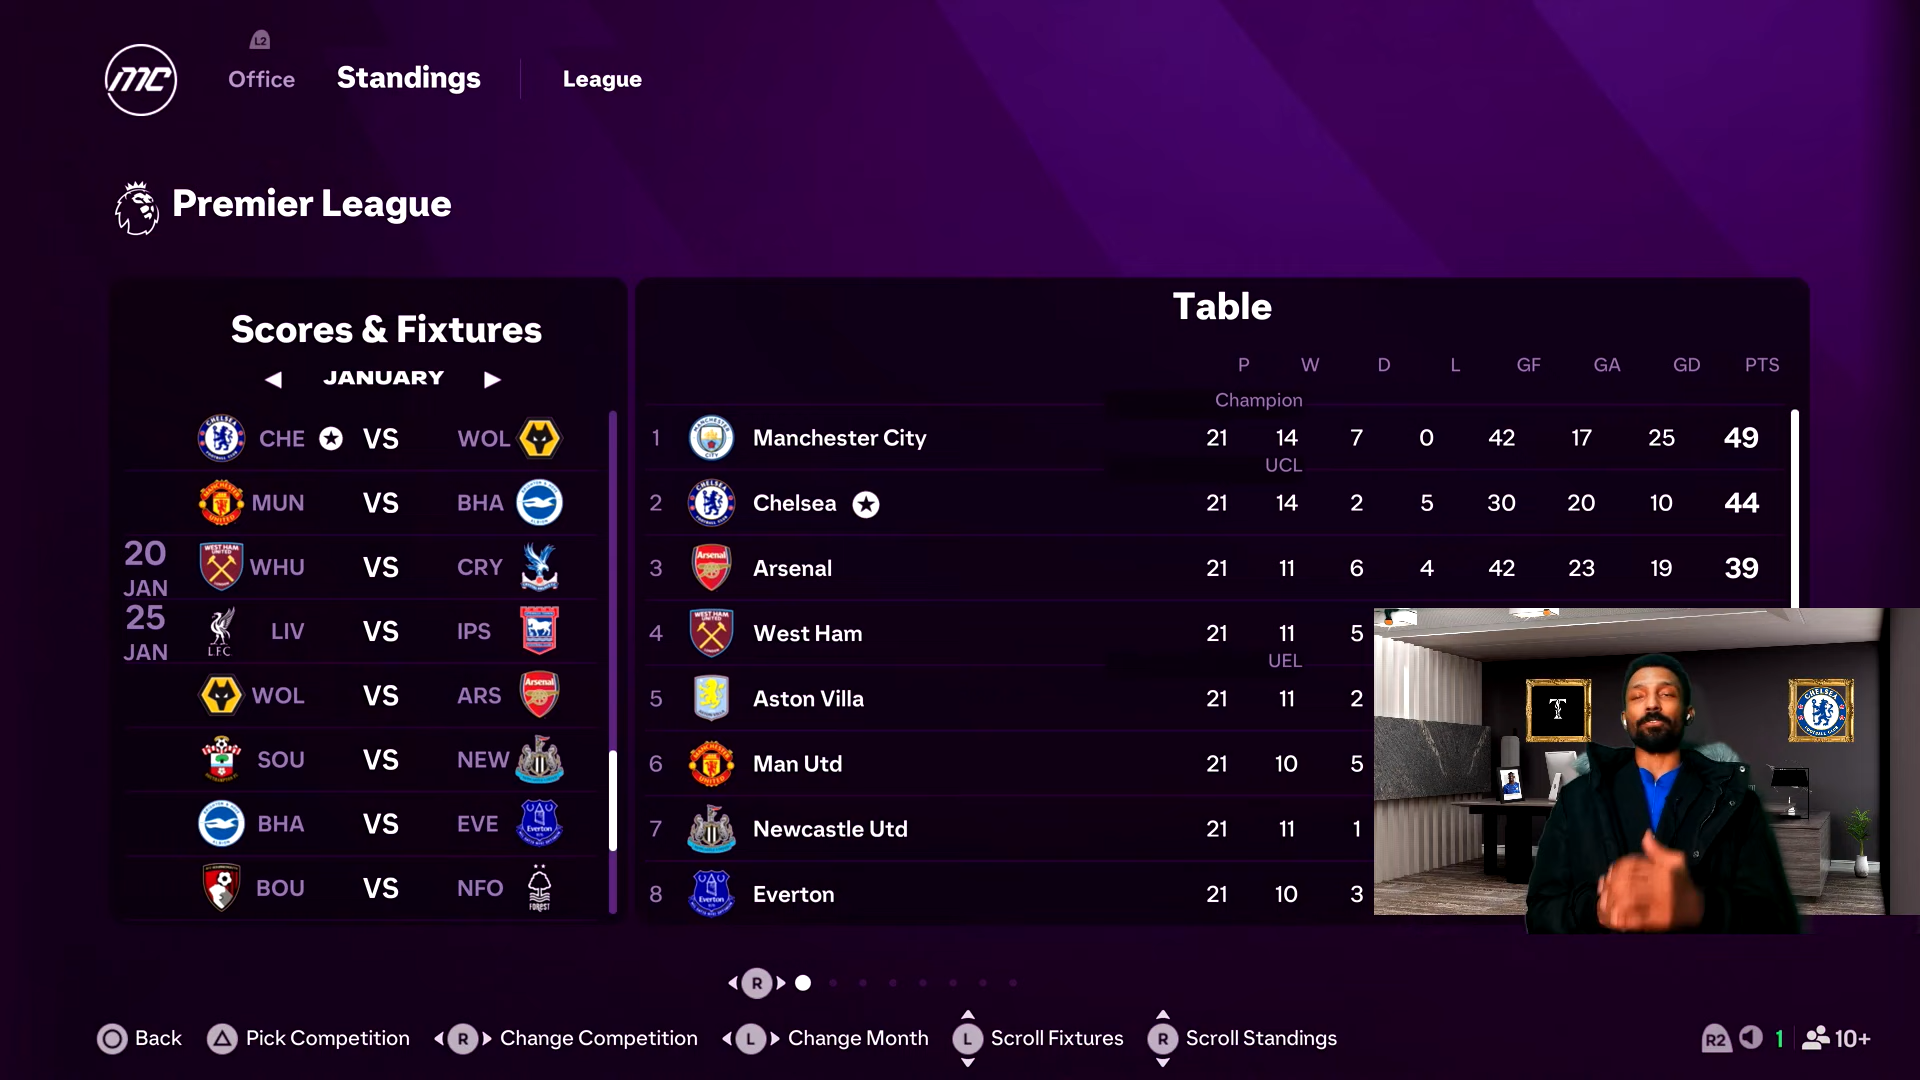 L2
MC Office Standings League
Premier League
Scores & Fixtures
JANUARY
CHE VS WOL
MUN VS BHA
20 JAN WHU VS CRY
25 JAN LIV VS IPS
WOL VS ARS
SOU VS NEW
BHA VS EVE
BOU VS NFO
Table
P W D L GF GA GD PTS
Champion
1 Manchester City 21 14 7 0 42 17 25 49
UCL
2 Chelsea 21 14 2 5 30 20 10 44
3 Arsenal 21 11 6 4 42 23 19 39
4 West Ham 21 11 5
UEL
5 Aston Villa 21 11 2
6 Man Utd 21 10 5
7 Newcastle Utd 21 11 1
8 Everton 21 10 3
R
Back Pick Competition R Change Competition L Change Month L Scroll Fixtures R Scroll Standings
R2 1 10+